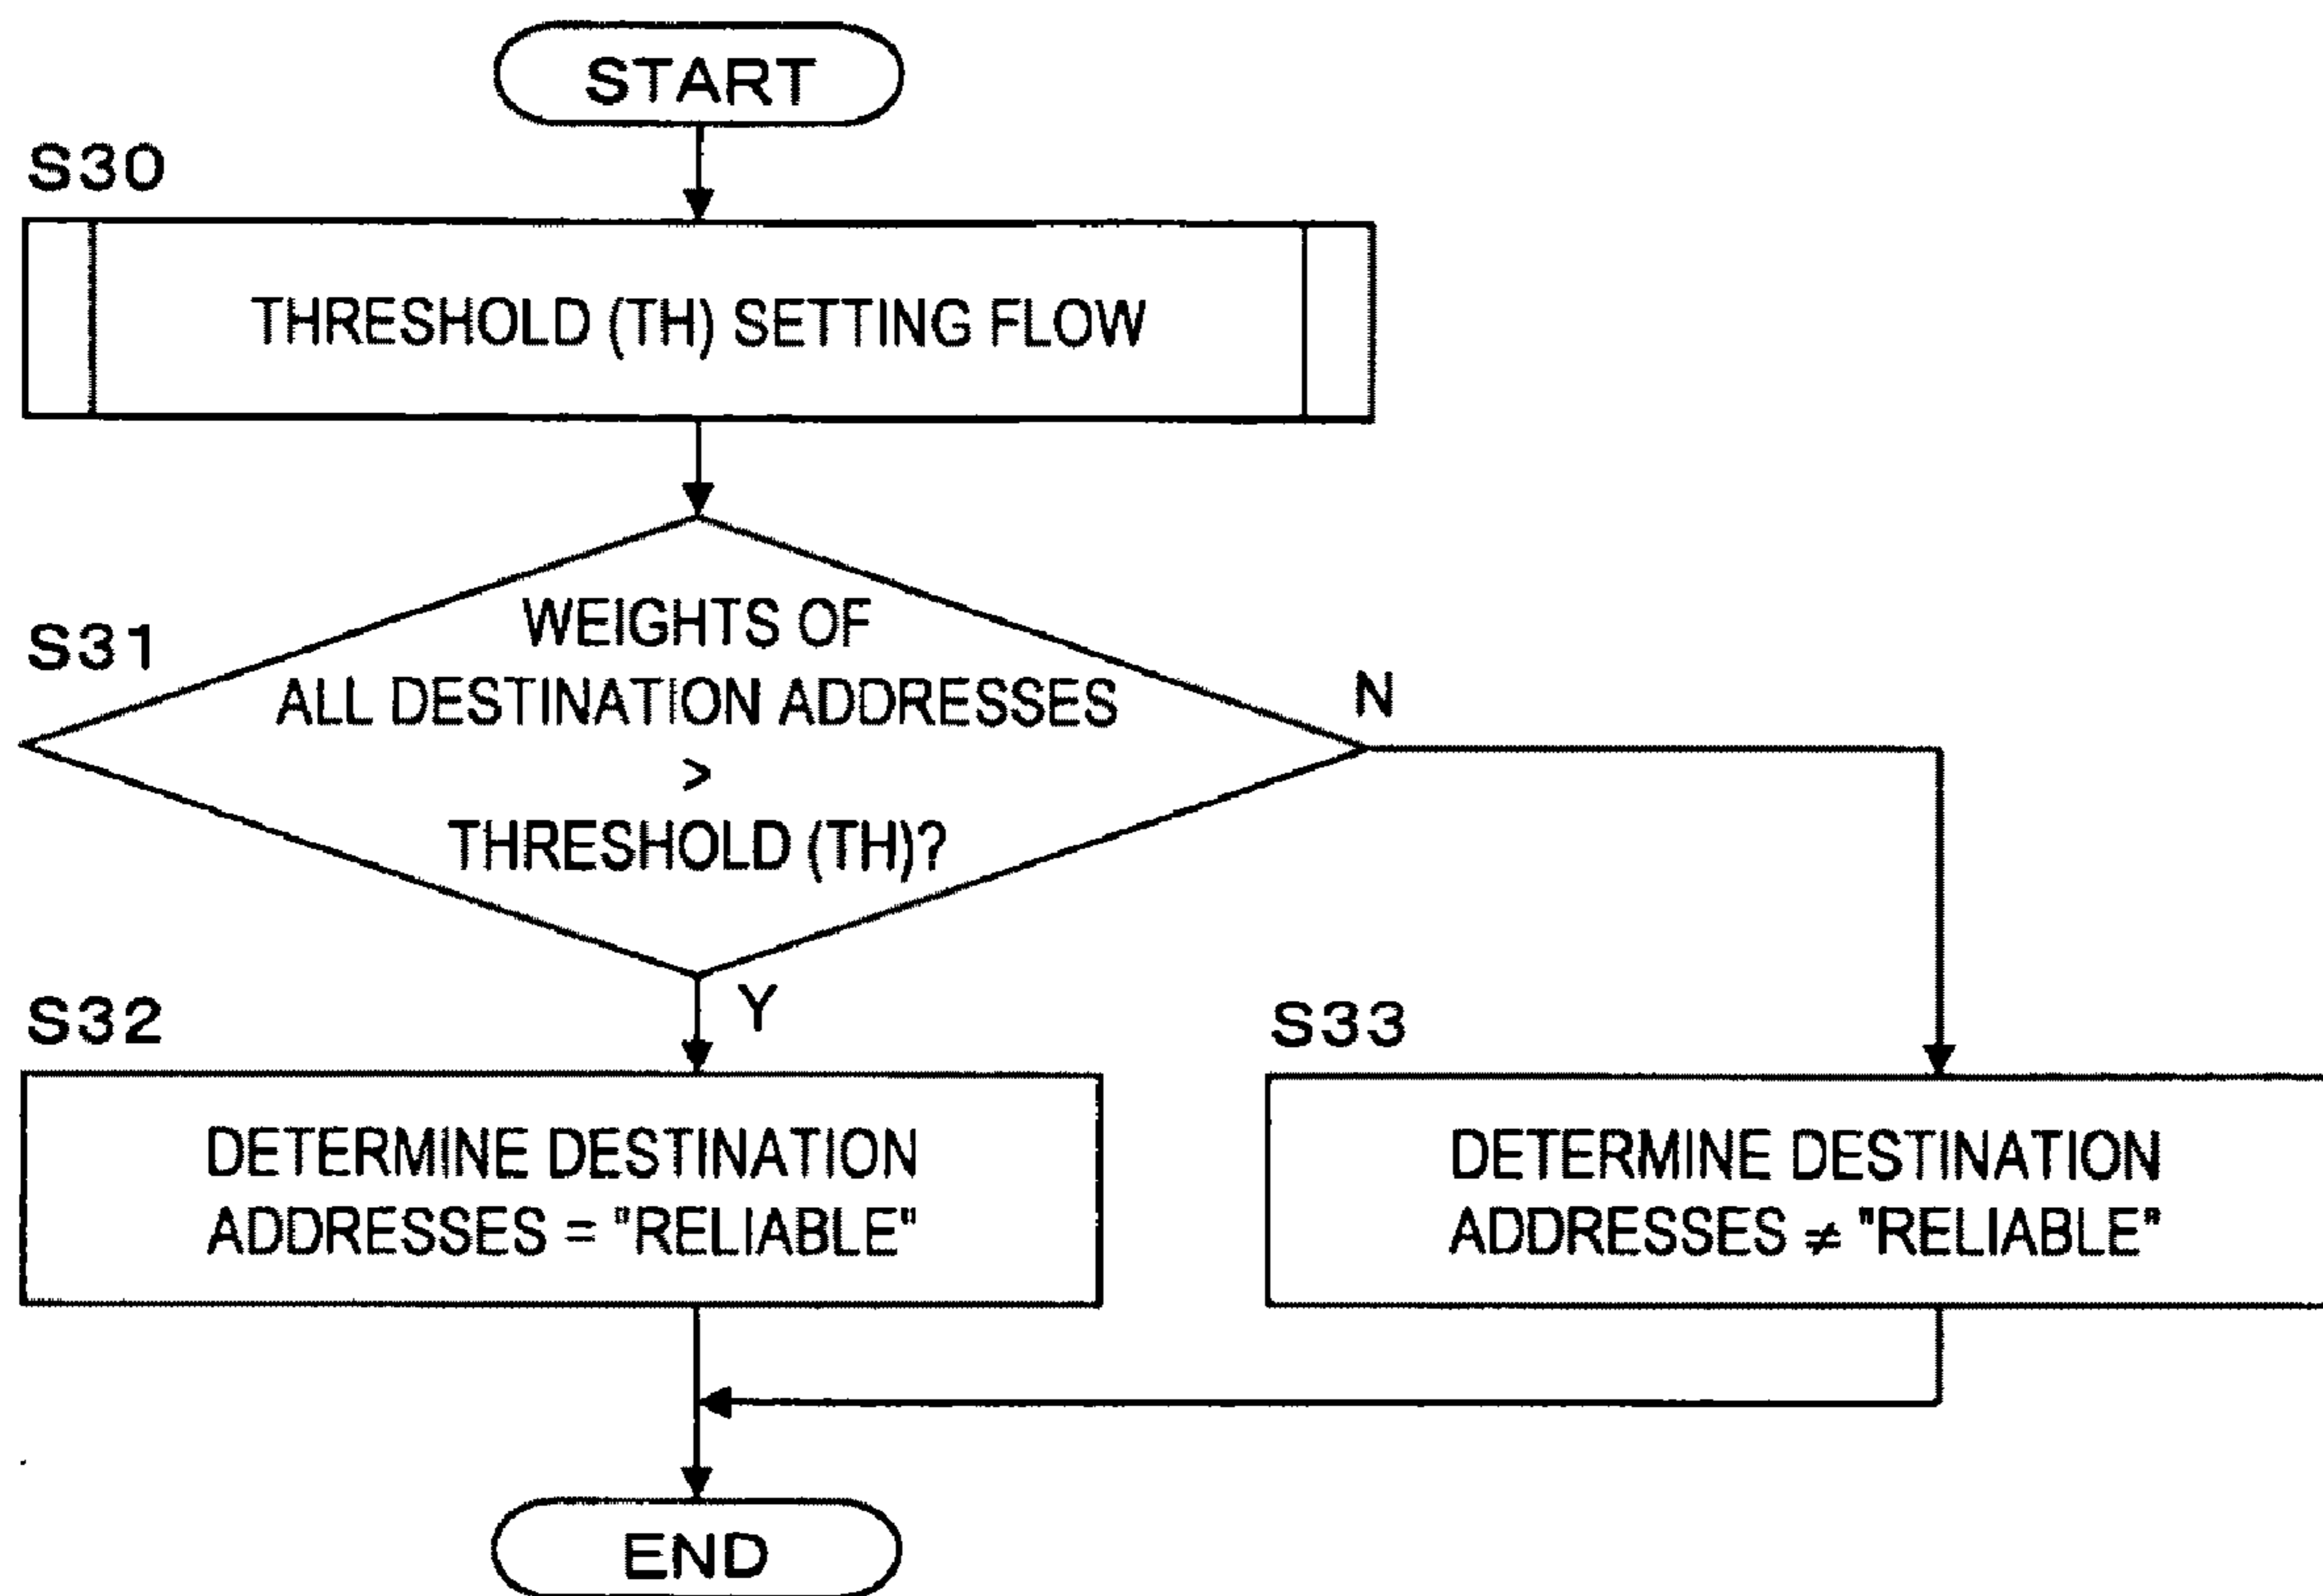 START
S30
THRESHOLD (TH) SETTING FLOW
S31
WEIGHTS OF
ALL DESTINATION ADDRESSES
>
THRESHOLD (TH)?
N
Y
S32
DETERMINE DESTINATION
ADDRESSES = "RELIABLE"
S33
DETERMINE DESTINATION
ADDRESSES ≠ "RELIABLE"
END